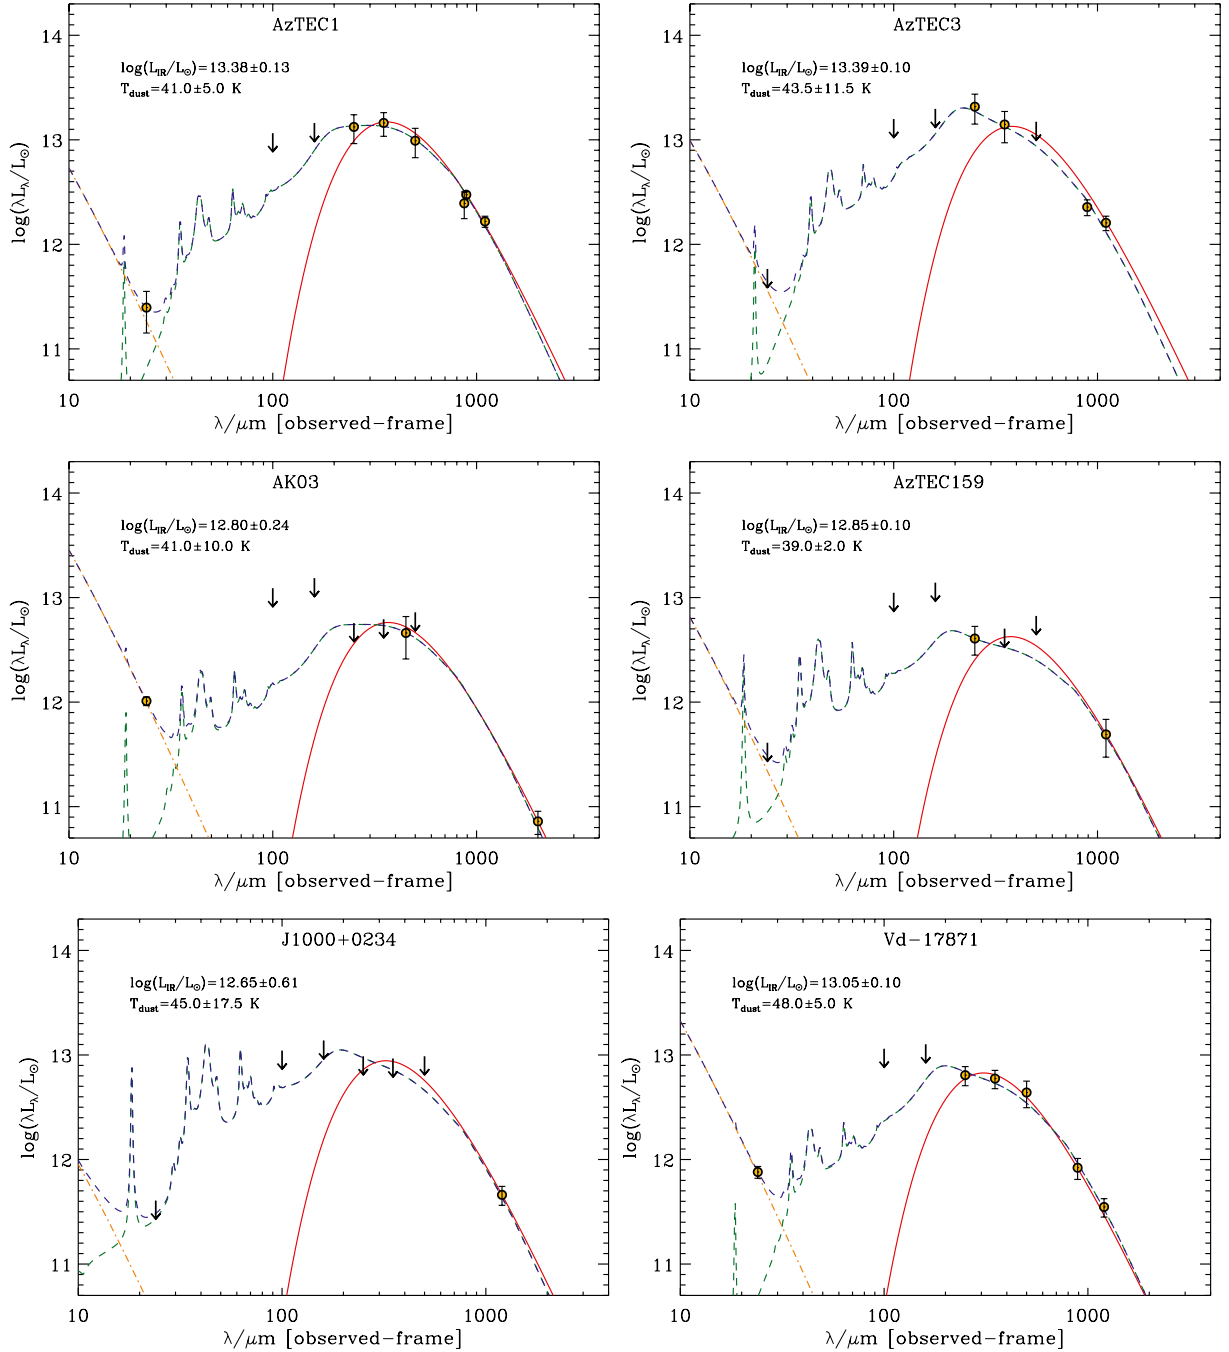 AzTEC1
log(L_IR/L_⊙)=13.38±0.13
T_dust=41.0±5.0 K
14
13
12
11
log(λL_λ/L_⊙)
10 100 1000
λ/μm [observed−frame]
AzTEC3
log(L_IR/L_⊙)=13.39±0.10
T_dust=43.5±11.5 K
14
13
12
11
log(λL_λ/L_⊙)
10 100 1000
λ/μm [observed−frame]
AK03
log(L_IR/L_⊙)=12.80±0.24
T_dust=41.0±10.0 K
14
13
12
11
log(λL_λ/L_⊙)
10 100 1000
λ/μm [observed−frame]
AzTEC159
log(L_IR/L_⊙)=12.85±0.10
T_dust=39.0±2.0 K
14
13
12
11
log(λL_λ/L_⊙)
10 100 1000
λ/μm [observed−frame]
J1000+0234
log(L_IR/L_⊙)=12.65±0.61
T_dust=45.0±17.5 K
14
13
12
11
log(λL_λ/L_⊙)
10 100 1000
λ/μm [observed−frame]
Vd−17871
log(L_IR/L_⊙)=13.05±0.10
T_dust=48.0±5.0 K
14
13
12
11
log(λL_λ/L_⊙)
10 100 1000
λ/μm [observed−frame]